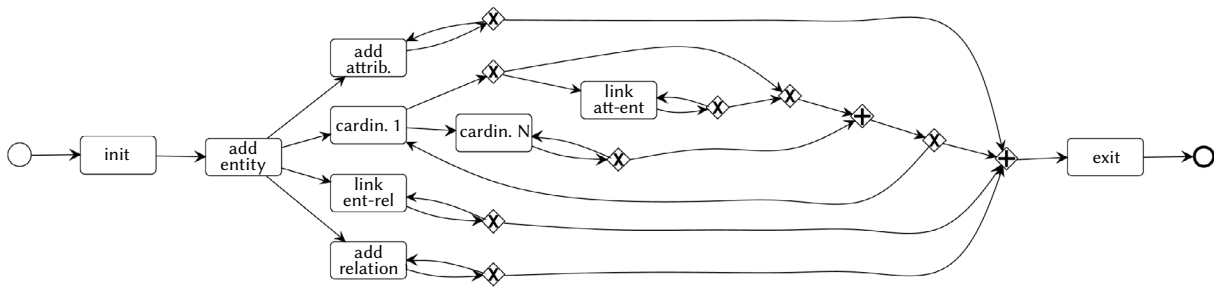 init
add
entity
add
attrib.
cardin. 1
link
ent-rel
add
relation
cardin. N
link
att-ent
exit